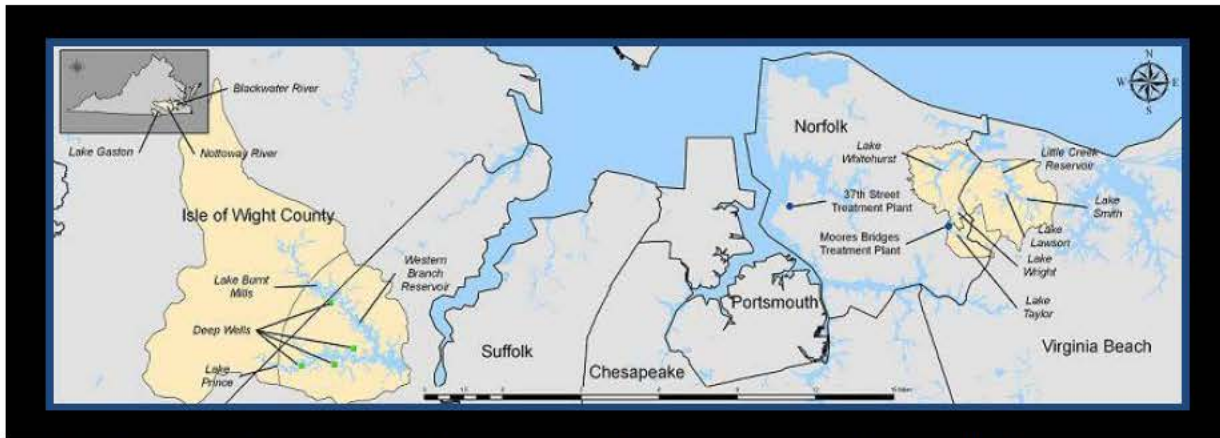 Blackwater River
Lake Gaston
Nottoway River
Isle of Wight County
Lake Burnt
Mills
Western
Branch
Reservoir
Deep Wells
Lake
Prince
Suffolk
Chesapeake
Portsmouth
Norfolk
Lake
Whitehurst
Little Creek
Reservoir
37th Street
Treatment Plant
Lake
Smith
Moores Bridges
Treatment Plant
Lake
Lawson
Lake
Wright
Lake
Taylor
Virginia Beach
N
W
E
S